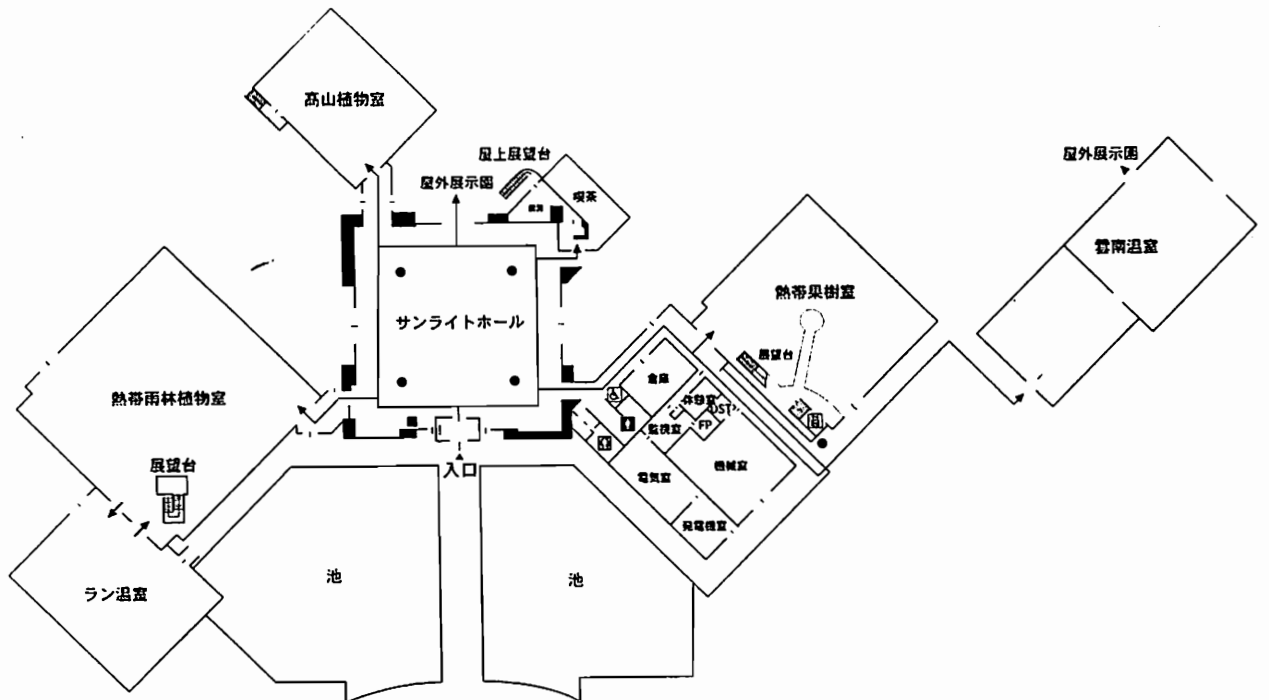 高山植物室
屋上展望台
屋外展示園
喫茶
屋外展示園
雲南温室
熱帯果樹室
サンライトホール
展望台
倉庫
休憩室
DST
FP
監視室
機械室
電気室
発電機室
熱帯雨林植物室
展望台
入口
ラン温室
池
池